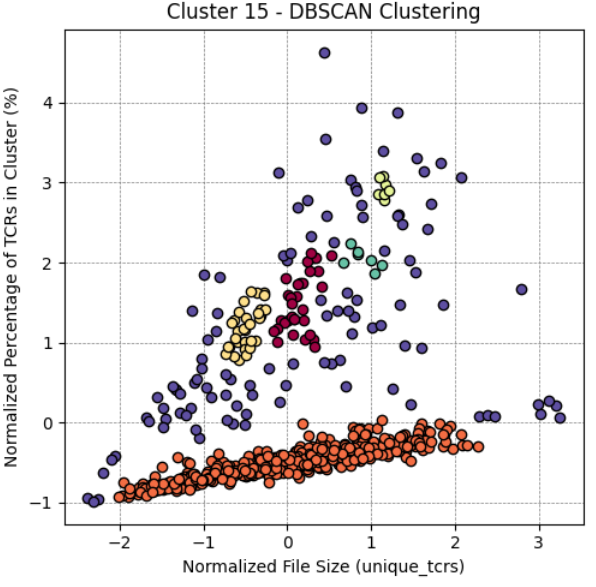 Cluster 15 - DBSCAN Clustering
Normalized Percentage of TCRs in Cluster (%)
4
3
2
1
0
−1
−2 −1 0 1 2 3
Normalized File Size (unique_tcrs)